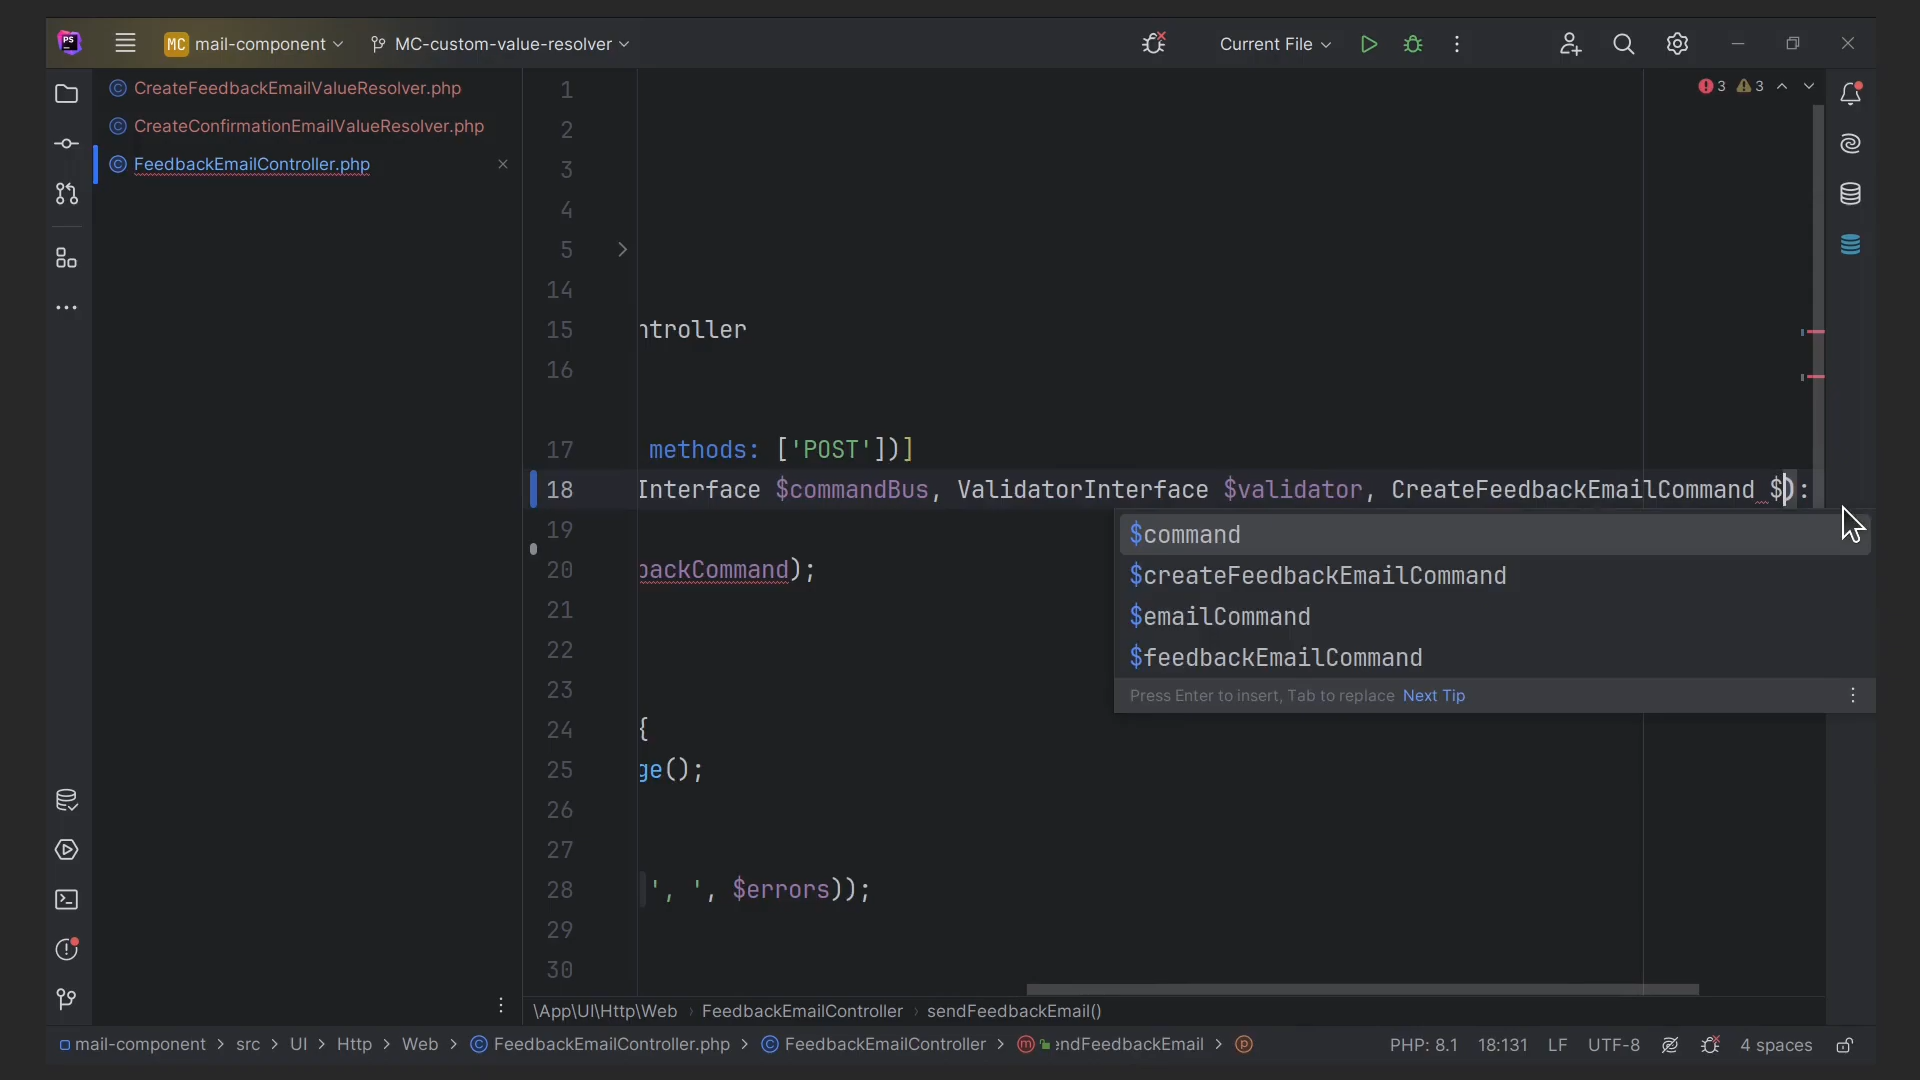 PS
MC mail-component
MC-custom-value-resolver
Current File
CreateFeedbackEmailValueResolver.php
CreateConfirmationEmailValueResolver.php
FeedbackEmailController.php
3 3
1
2
3
4
5
14
15 ntroller
16
17 methods: ['POST'])]
18 Interface $commandBus, ValidatorInterface $validator, CreateFeedbackEmailCommand $):
19
20 backCommand);
21
22
23
24 {
25 ge();
26
27
28 ', ', $errors));
29
30
$command
$createFeedbackEmailCommand
$emailCommand
$feedbackEmailCommand
Press Enter to insert, Tab to replace Next Tip
\App\UI\Http\Web › FeedbackEmailController › sendFeedbackEmail()
mail-component › src › UI › Http › Web › FeedbackEmailController.php › FeedbackEmailController › m endFeedbackEmail › p
PHP: 8.1 18:131 LF UTF-8 4 spaces